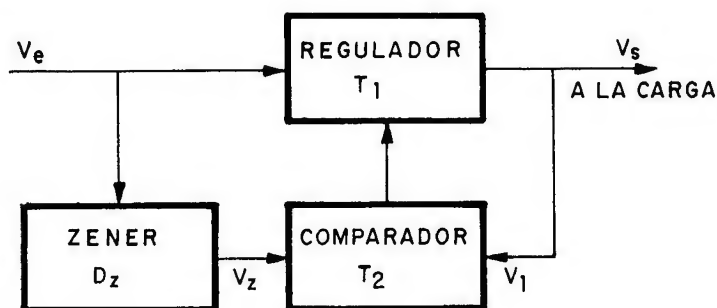 Ve
REGULADOR
T1
Vs
A LA CARGA
ZENER
Dz
Vz
COMPARADOR
T2
V1